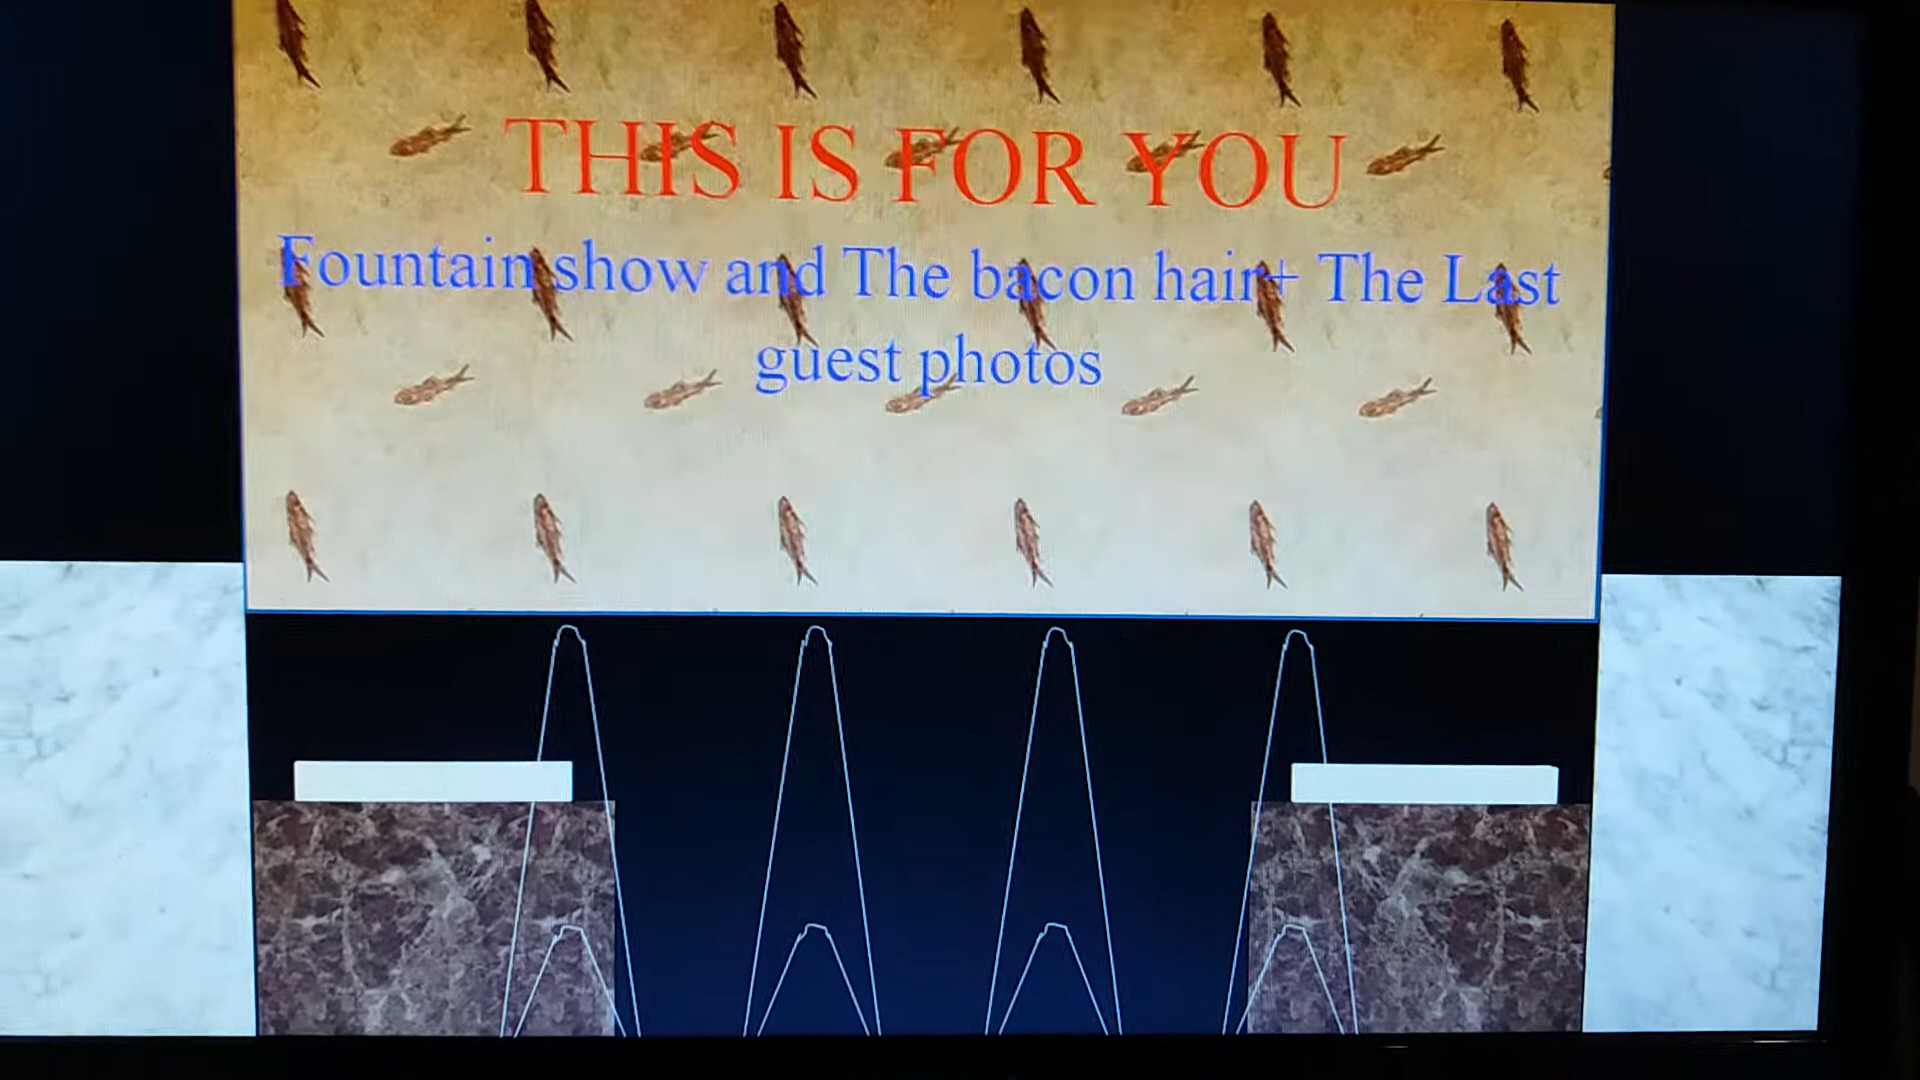 THIS IS FOR YOU
Fountain show and The bacon hair+ The Last
guest photos